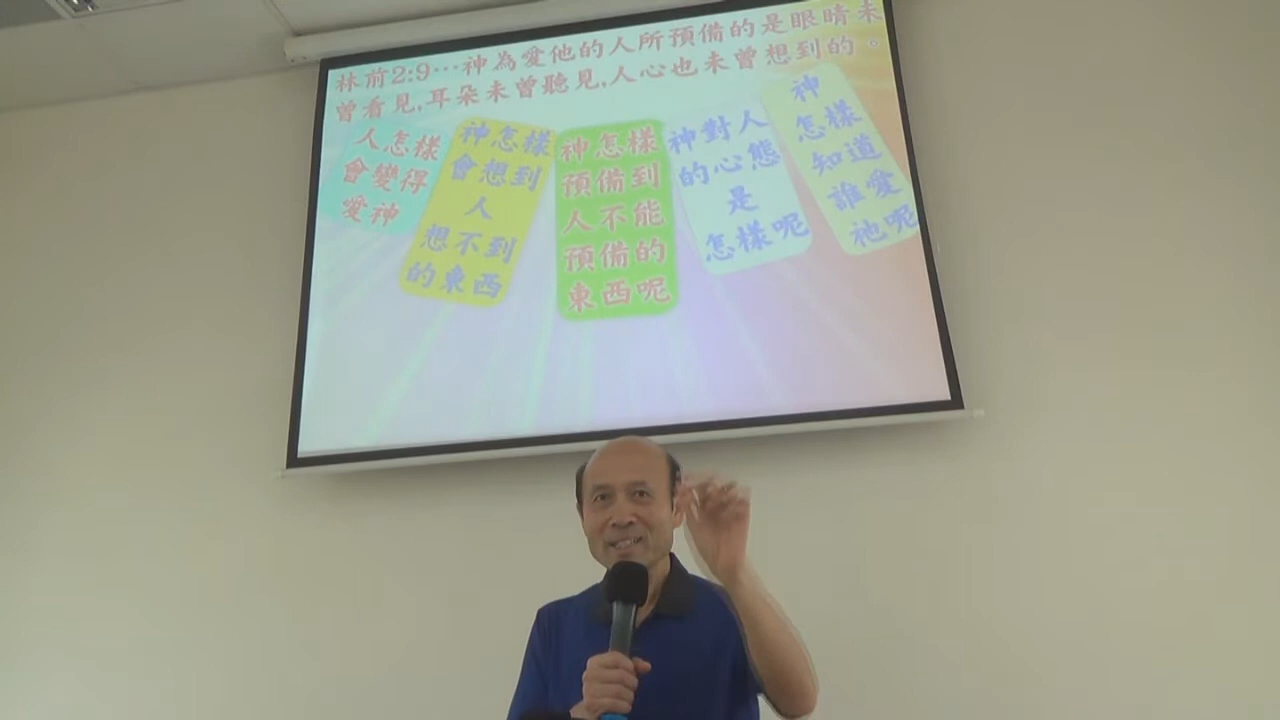 林前2:9…神為愛他的人所預備的是眼睛未
曾看見,耳朵未曾聽見,人心也未曾想到的。
人怎樣
會變得
愛神
神怎樣
會想到
人
想不到
的東西
神怎樣
預備到
人不能
預備的
東西呢
神對人
的心態
是
怎樣呢
神
怎樣
知道
誰愛
祂呢